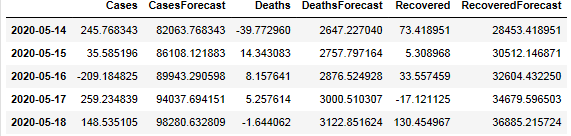 Cases CasesForecast Deaths DeathsForecast Recovered RecoveredForecast
2020-05-14 245.768343 82063.768343 -39.772960 2647.227040 73.418951 28453.418951
2020-05-15 35.585196 86108.121883 14.343083 2757.797164 5.308968 30512.146871
2020-05-16 -209.184825 89943.290598 8.157641 2876.524928 33.557459 32604.432250
2020-05-17 259.234839 94037.694151 5.257614 3000.510307 -17.121125 34679.596503
2020-05-18 148.535105 98280.632809 -1.644062 3122.851624 130.454967 36885.215724